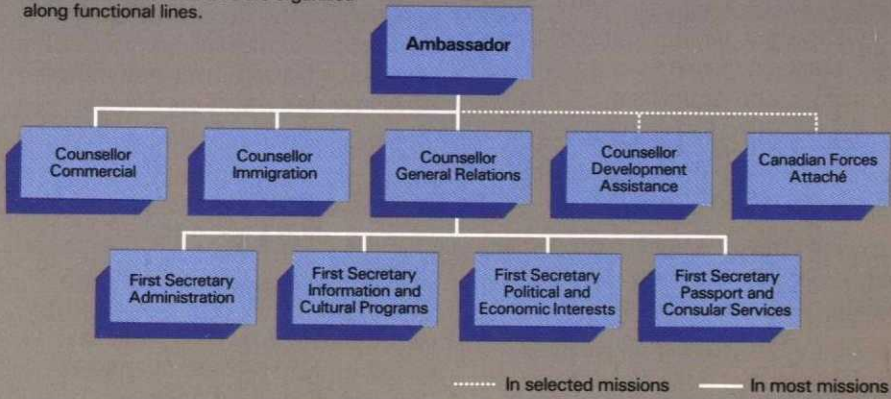 along functional lines.
Ambassador
Counsellor
Commercial
Counsellor
Immigration
Counsellor
General Relations
Counsellor
Development
Assistance
Canadian Forces
Attaché
First Secretary
Administration
First Secretary
Information and
Cultural Programs
First Secretary
Political and
Economic Interests
First Secretary
Passport and
Consular Services
In selected missions
In most missions